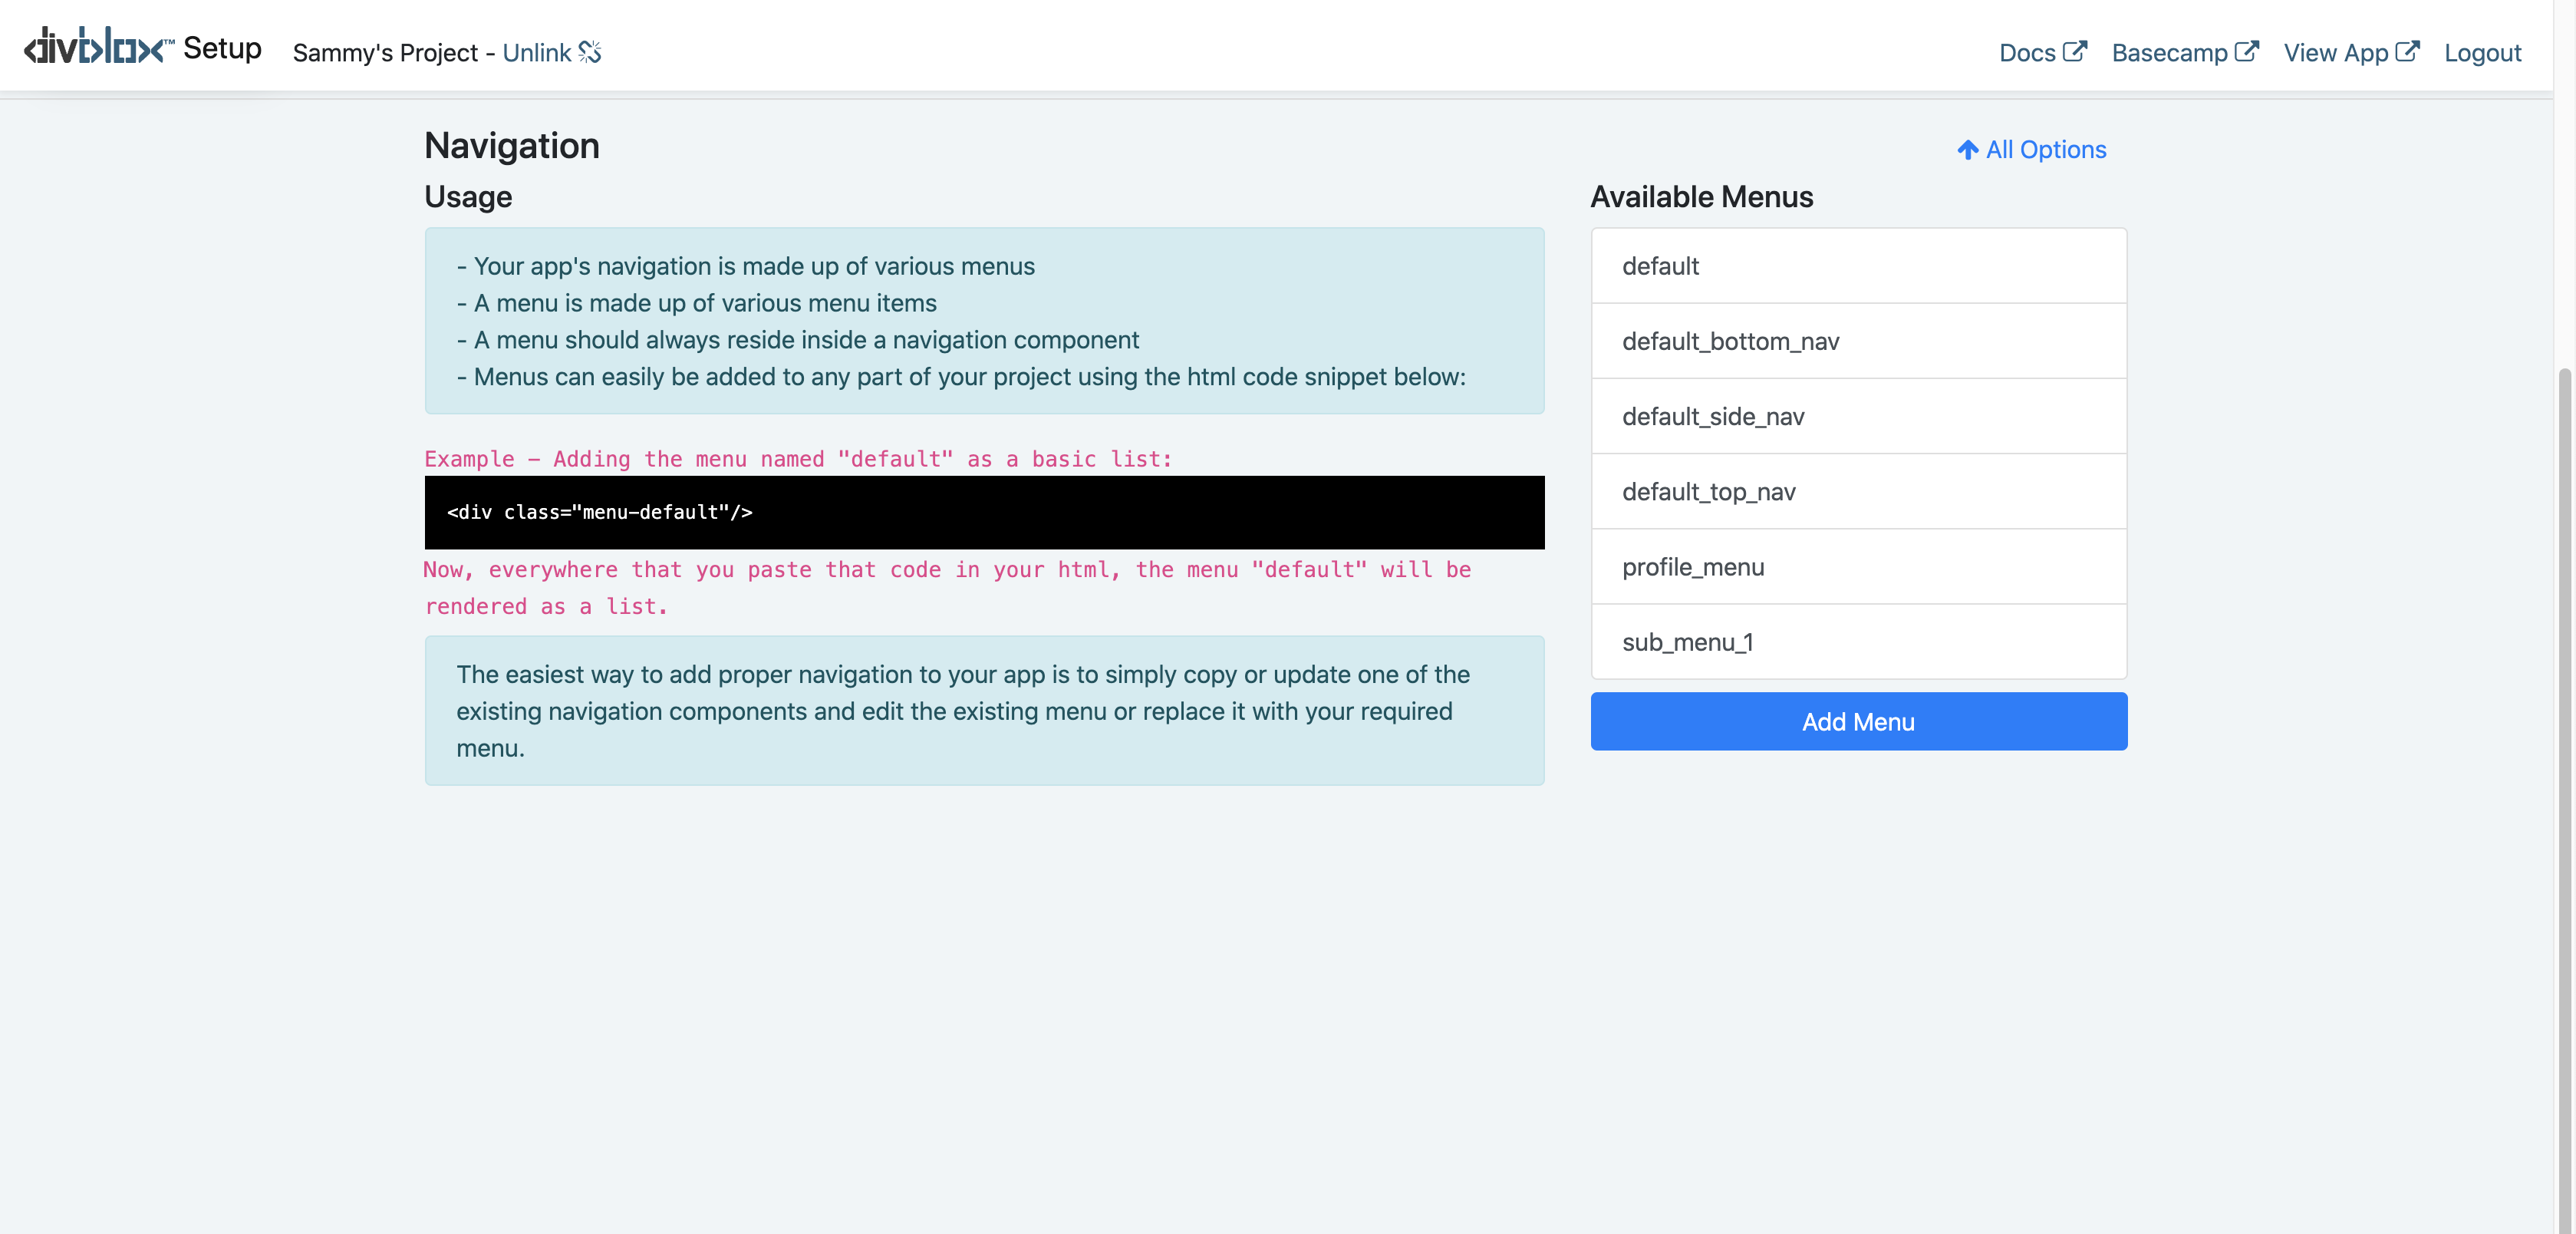 <divblox™ Setup
Sammy's Project - Unlink
Docs
Basecamp
View App
Logout
Navigation
All Options
Usage
- Your app's navigation is made up of various menus
- A menu is made up of various menu items
- A menu should always reside inside a navigation component
- Menus can easily be added to any part of your project using the html code snippet below:
Example – Adding the menu named "default" as a basic list:
<div class="menu-default"/>
Now, everywhere that you paste that code in your html, the menu "default" will be
rendered as a list.
The easiest way to add proper navigation to your app is to simply copy or update one of the
existing navigation components and edit the existing menu or replace it with your required
menu.
Available Menus
default
default_bottom_nav
default_side_nav
default_top_nav
profile_menu
sub_menu_1
Add Menu